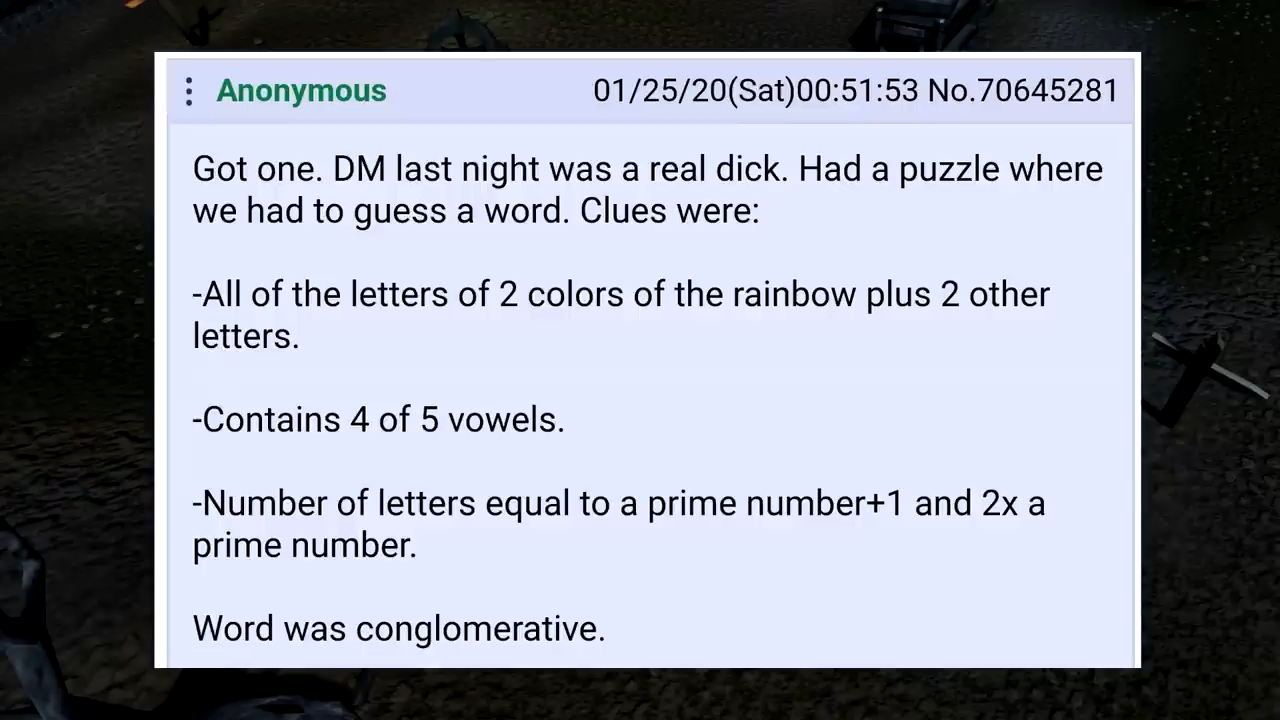 Anonymous 01/25/20(Sat)00:51:53 No.70645281
Got one. DM last night was a real dick. Had a puzzle where
we had to guess a word. Clues were:
-All of the letters of 2 colors of the rainbow plus 2 other
letters.
-Contains 4 of 5 vowels.
-Number of letters equal to a prime number+1 and 2x a
prime number.
Word was conglomerative.